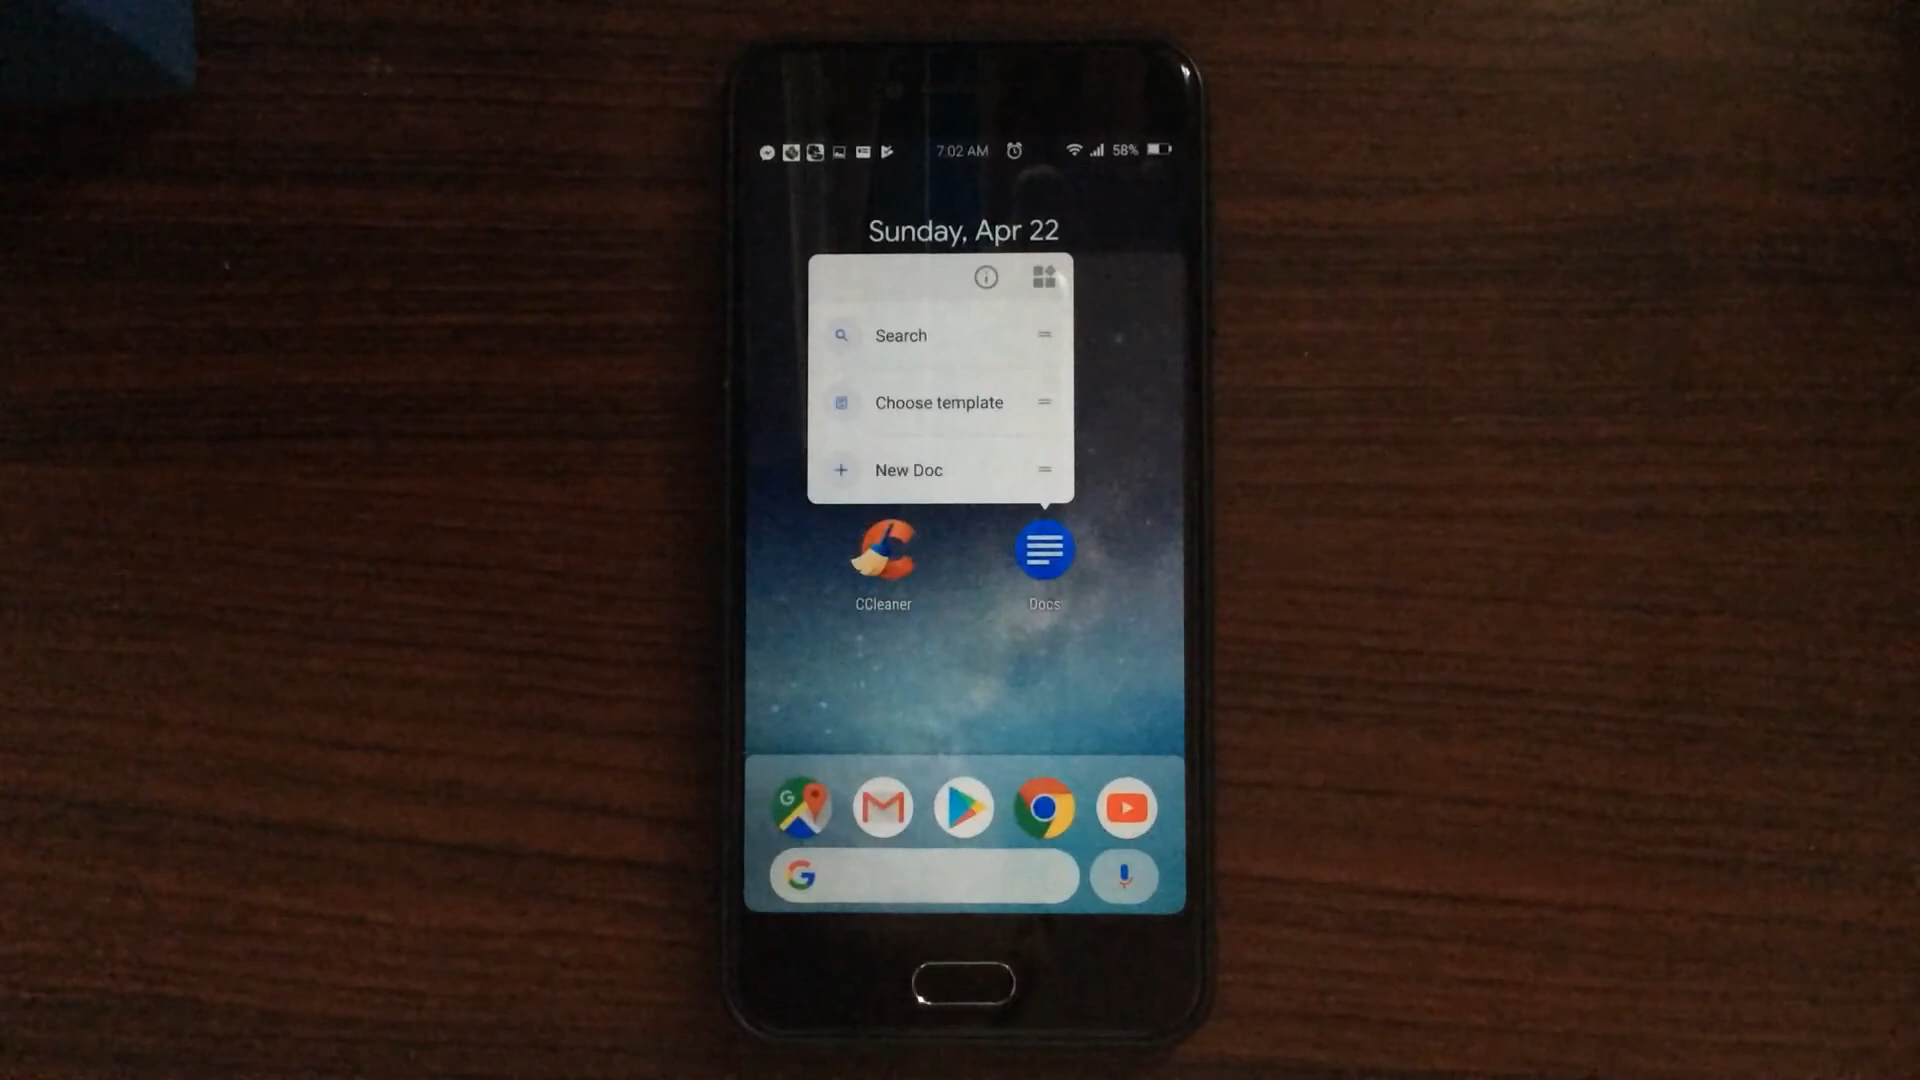 7:02 AM 58%
Sunday, Apr 22
Search
Choose template
New Doc
CCleaner Docs